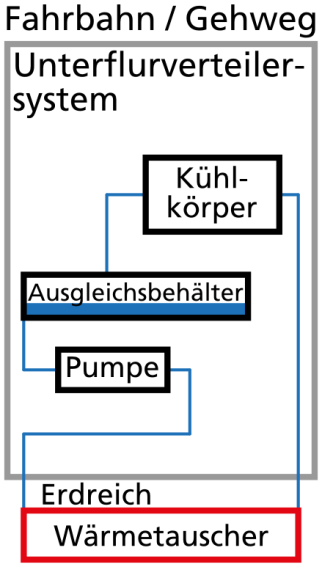 Fahrbahn / Gehweg
Unterflurverteiler-
system
Kühl-
körper
Ausgleichsbehälter
Pumpe
Erdreich
Wärmetauscher